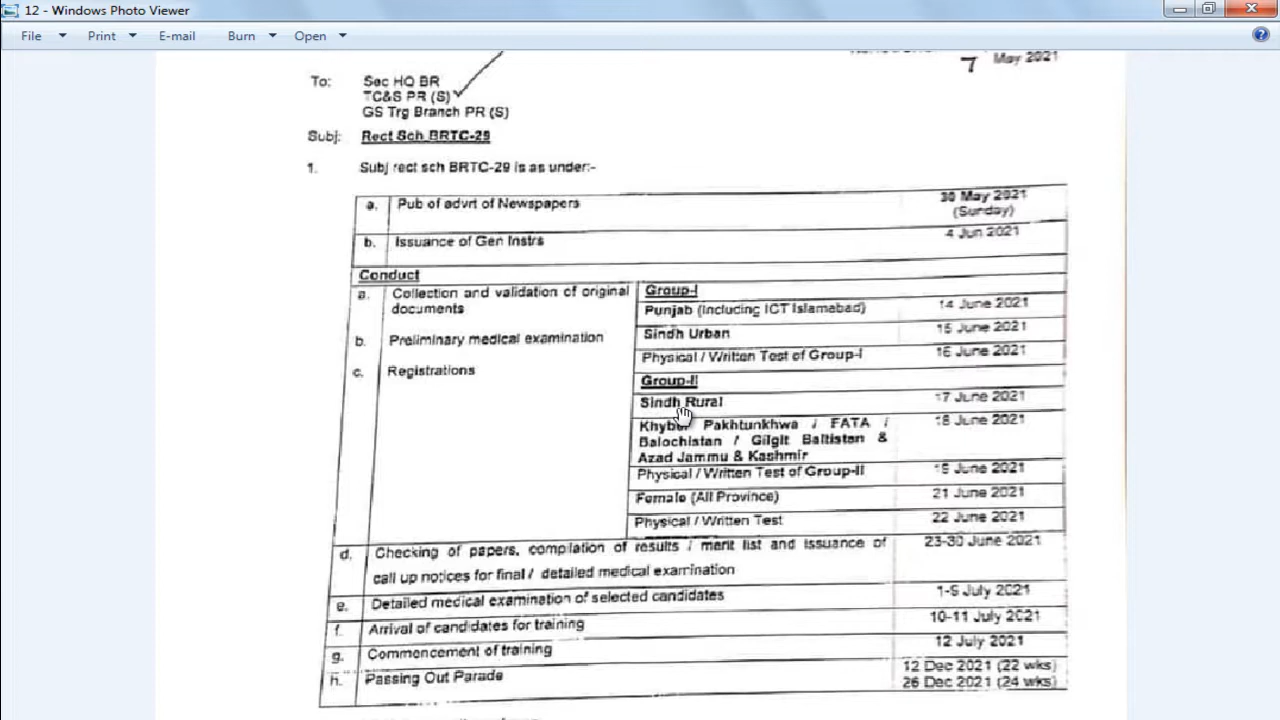 12 - Windows Photo Viewer
File Print E-mail Burn Open
7 May 2021
To: Sec HQ BR
TC&S PR (S)
GS Trg Branch PR (S)
Subj: Rect Sch BRTC-29
1. Subj rect sch BRTC-29 is as under:-
a. Pub of advrt of Newspapers 30 May 2021
(Sunday)
b. Issuance of Gen Instrs 4 Jun 2021
Conduct
a. Collection and validation of original
documents
b. Preliminary medical examination
c. Registrations
Group-I
Punjab (Including ICT Islamabad) 14 June 2021
Sindh Urban 15 June 2021
Physical / Written Test of Group-I 16 June 2021
Group-II
Sindh Rural 17 June 2021
Khyber Pakhtunkhwa / FATA / 18 June 2021
Balochistan / Gilgit Baltistan &
Azad Jammu & Kashmir
Physical / Written Test of Group-II 19 June 2021
Female (All Province) 21 June 2021
Physical / Written Test 22 June 2021
d. Checking of papers, compilation of results / merit list and issuance of 23-30 June 2021
call up notices for final / detailed medical examination
e. Detailed medical examination of selected candidates July 2021
f. Arrival of candidates for training 10-11 July 2021
g. Commencement of training 12 July 2021
h. Passing Out Parade 12 Dec 2021 (22 wks)
26 Dec 2021 (24 wks)